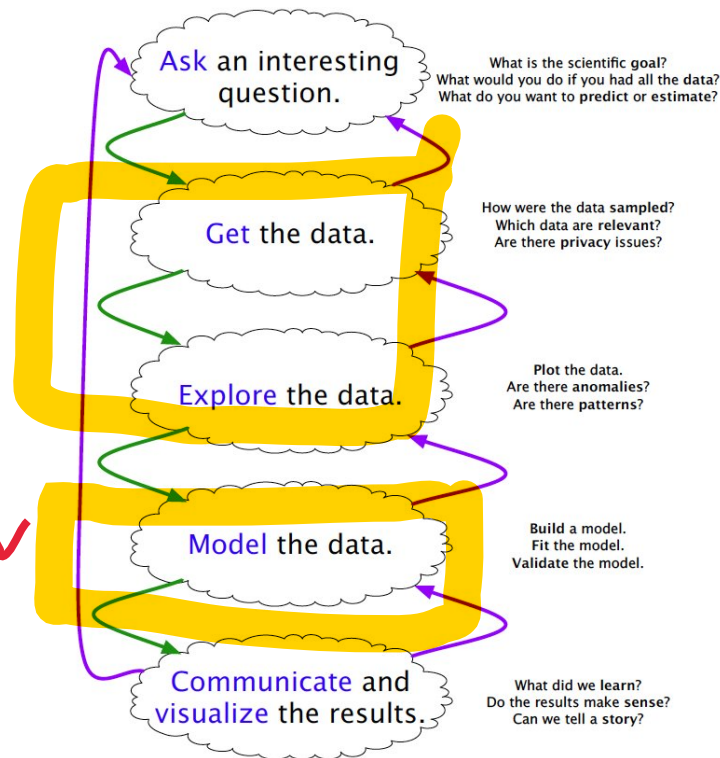 Ask an interesting
question.
What is the scientific goal?
What would you do if you had all the data?
What do you want to predict or estimate?
Get the data.
How were the data sampled?
Which data are relevant?
Are there privacy issues?
Explore the data.
Plot the data.
Are there anomalies?
Are there patterns?
Model the data.
Build a model.
Fit the model.
Validate the model.
Communicate and
visualize the results.
What did we learn?
Do the results make sense?
Can we tell a story?